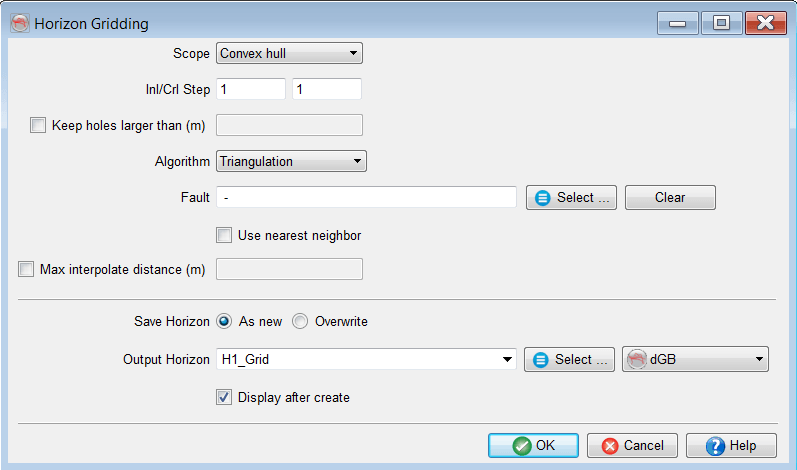 Horizon Gridding
Scope Convex hull
Inl/Crl Step 1 1
Keep holes larger than (m)
Algorithm Triangulation
Fault - Select ... Clear
Use nearest neighbor
Max interpolate distance (m)
Save Horizon As new Overwrite
Output Horizon H1_Grid Select ... dGB
Display after create
OK Cancel Help